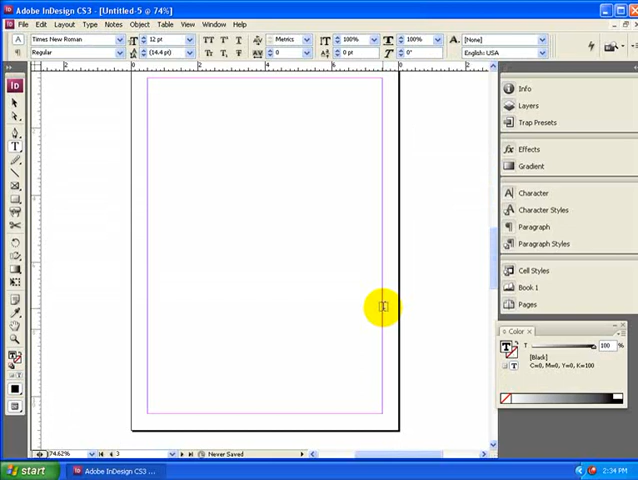 Adobe InDesign CS3 - [Untitled-5 @ 74%]
File Edit Layout Type Notes Object Table View Window Help
Times New Roman 12 pt Metrics 100% 100% [None]
Regular (14.4 pt) 0 0 pt 0° English: USA
Info
Layers
Trap Presets
Effects
Gradient
Character
Character Styles
Paragraph
Paragraph Styles
Cell Styles
Book 1
Pages
Color
T 100 %
[Black]
C=0, M=0, Y=0, K=100
74.62% 3 Never Saved
start Adobe InDesign CS3 ... 2:34 PM